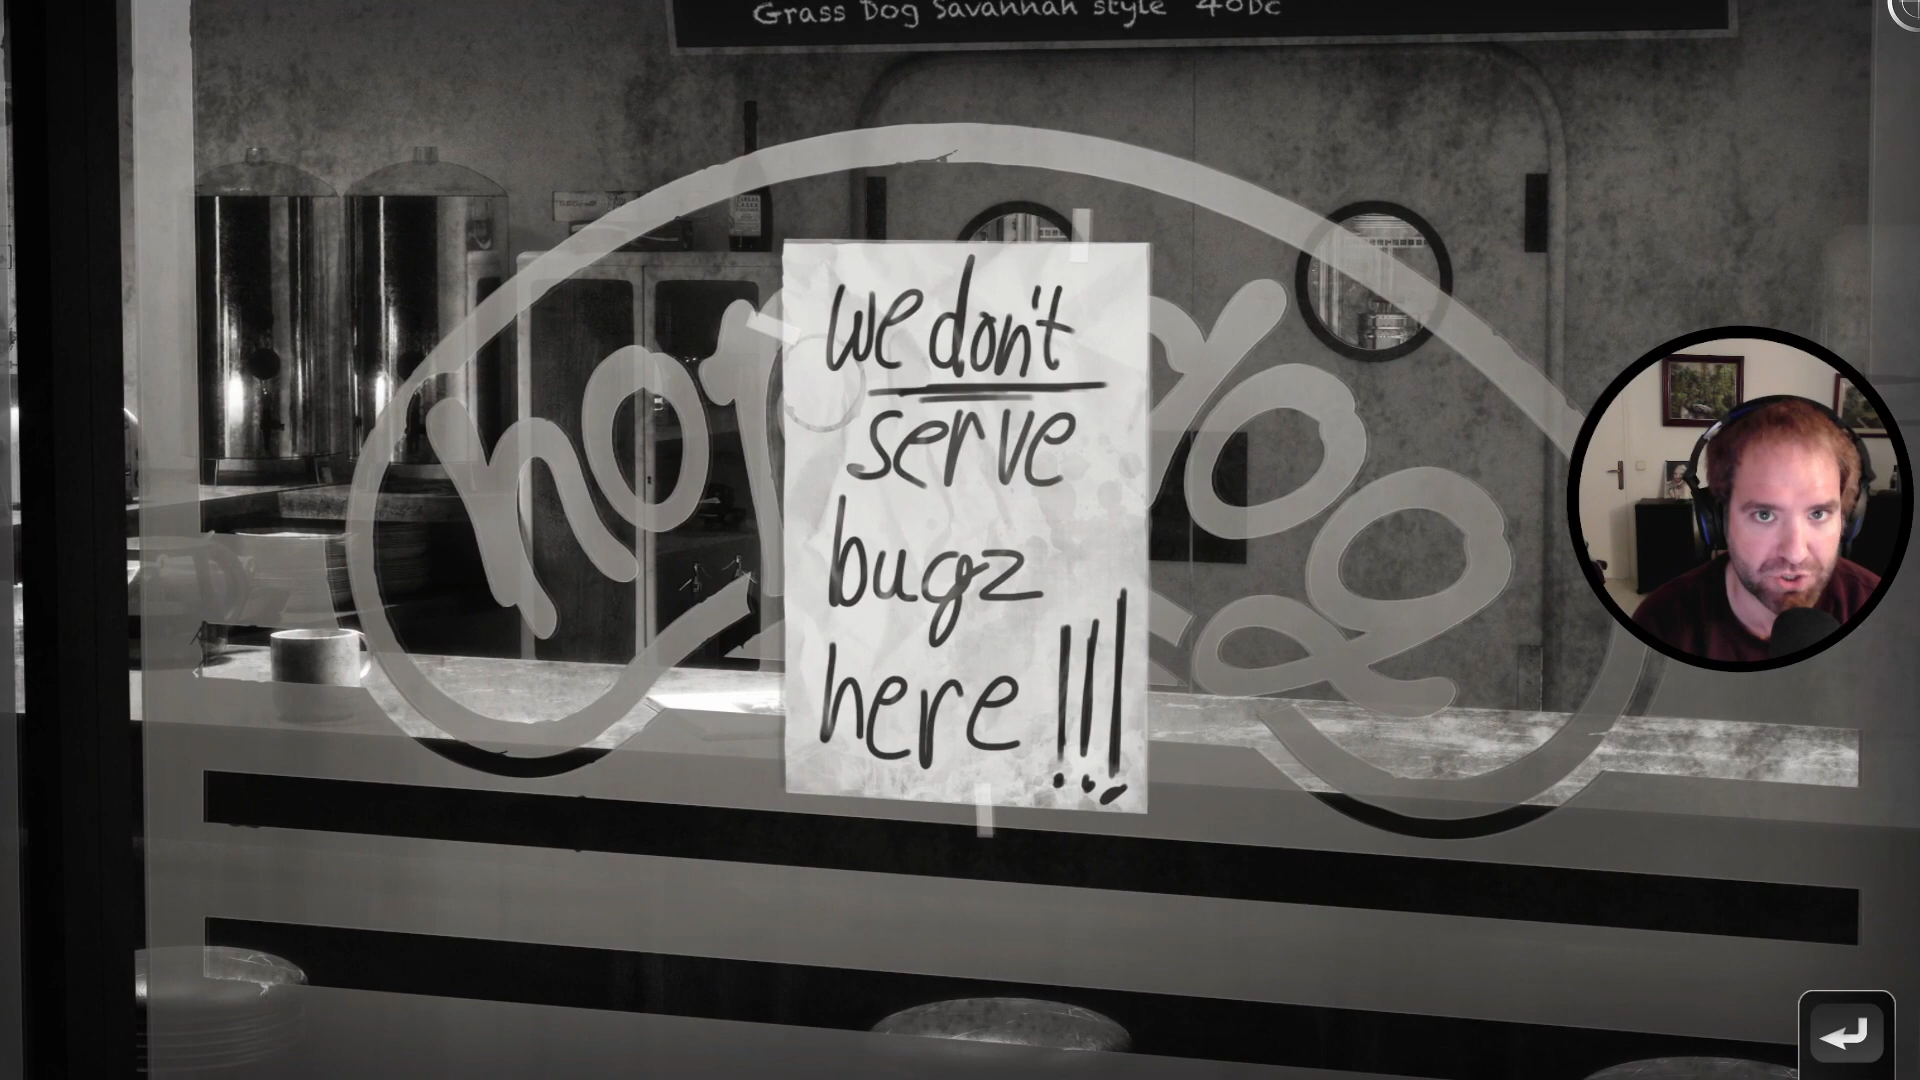 Grass Dog Savannah style 40Dc
we don't
serve
bugz
here!!!